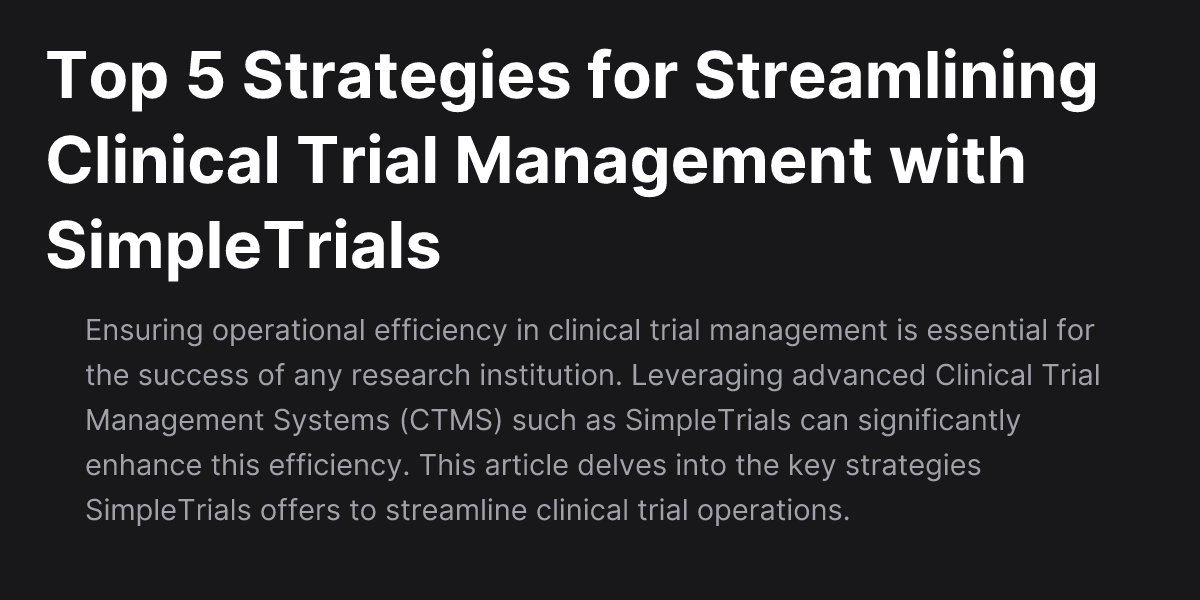 Top 5 Strategies for Streamlining
Clinical Trial Management with
SimpleTrials
Ensuring operational efficiency in clinical trial management is essential for
the success of any research institution. Leveraging advanced Clinical Trial
Management Systems (CTMS) such as SimpleTrials can significantly
enhance this efficiency. This article delves into the key strategies
SimpleTrials offers to streamline clinical trial operations.